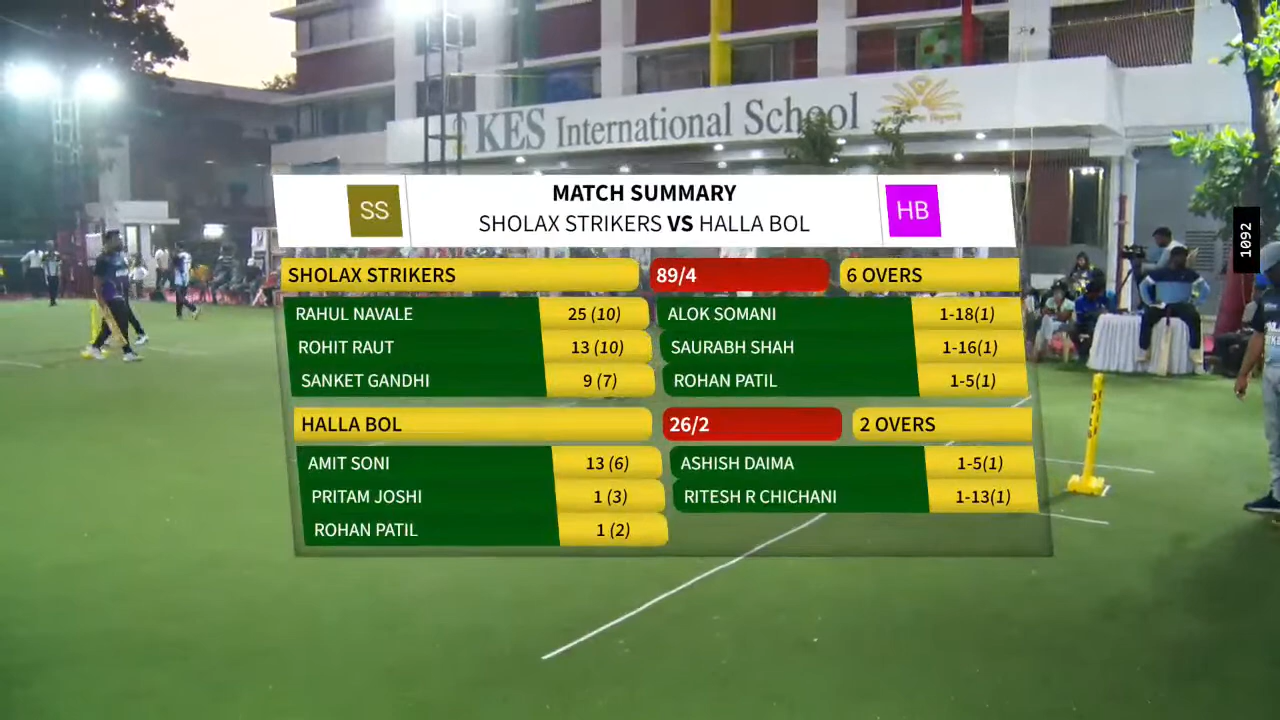 KES International School
SS
MATCH SUMMARY
SHOLAX STRIKERS VS HALLA BOL
HB
1092
SHOLAX STRIKERS 89/4 6 OVERS
RAHUL NAVALE 25 (10) ALOK SOMANI 1-18(1)
ROHIT RAUT 13 (10) SAURABH SHAH 1-16(1)
SANKET GANDHI 9 (7) ROHAN PATIL 1-5(1)
HALLA BOL 26/2 2 OVERS
AMIT SONI 13 (6) ASHISH DAIMA 1-5(1)
PRITAM JOSHI 1 (3) RITESH R CHICHANI 1-13(1)
ROHAN PATIL 1 (2)